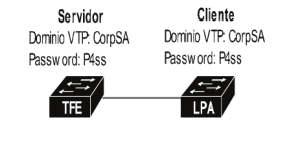 Servidor
Dominio VTP: CorpSA
Password: P4ss
Cliente
Dominio VTP: CorpSA
Password: P4ss
TFE
LPA